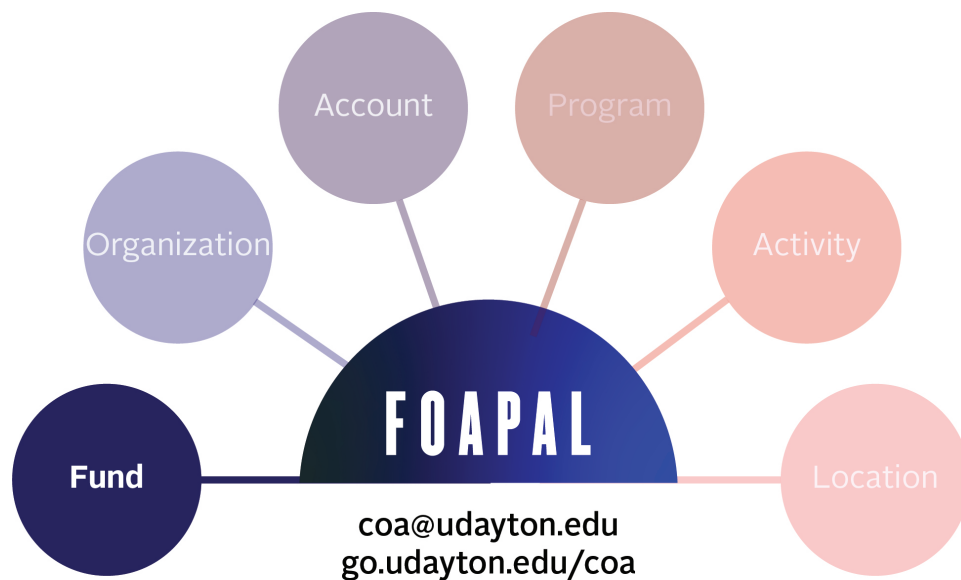 Account
Program
Organization
Activity
FOAPAL
Fund
Location
coa@udayton.edu
go.udayton.edu/coa